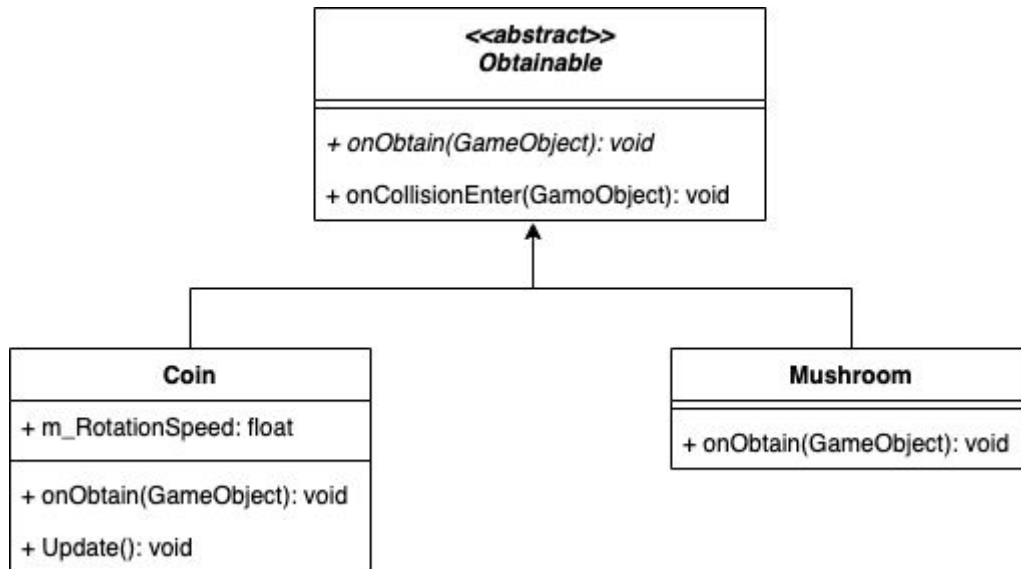 <<abstract>>
Obtainable
+ onObtain(GameObject): void
+ onCollisionEnter(GamoObject): void
Coin
+ m_RotationSpeed: float
+ onObtain(GameObject): void
+ Update(): void
Mushroom
+ onObtain(GameObject): void